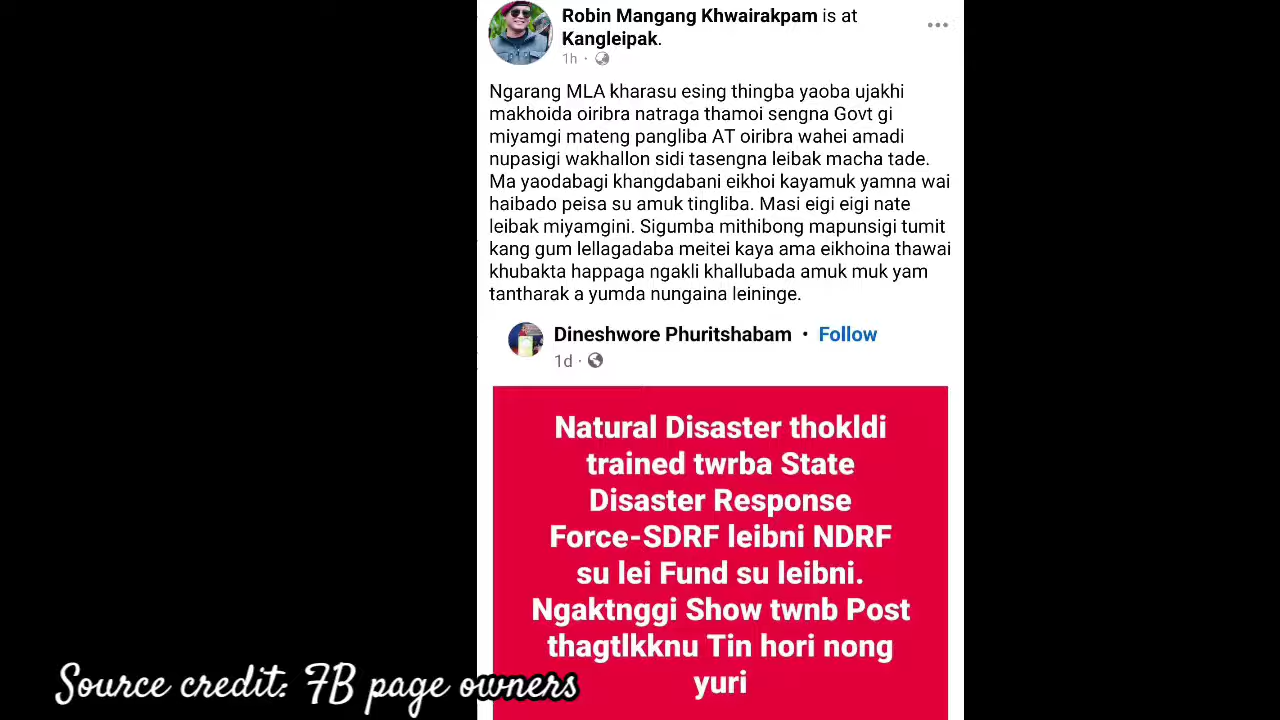 Robin Mangang Khwairakpam is at
Kangleipak.
1h ·
Ngarang MLA kharasu esing thingba yaoba ujakhi
makhoida oiribra natraga thamoi sengna Govt gi
miyamgi mateng pangliba AT oiribra wahei amadi
nupasigi wakhallon sidi tasengna leibak macha tade.
Ma yaodabagi khangdabani eikhoi kayamuk yamna wai
haibado peisa su amuk tingliba. Masi eigi eigi nate
leibak miyamgini. Sigumba mithibong mapunsigi tumit
kang gum lellagadaba meitei kaya ama eikhoina thawai
khubakta happaga ngakli khallubada amuk muk yam
tantharak a yumda nungaina leininge.
Dineshwore Phuritshabam · Follow
1d ·
Natural Disaster thokldi
trained twrba State
Disaster Response
Force-SDRF leibni NDRF
su lei Fund su leibni.
Ngaktnggi Show twnb Post
thagtlkknu Tin hori nong
yuri
Source credit: FB page owners